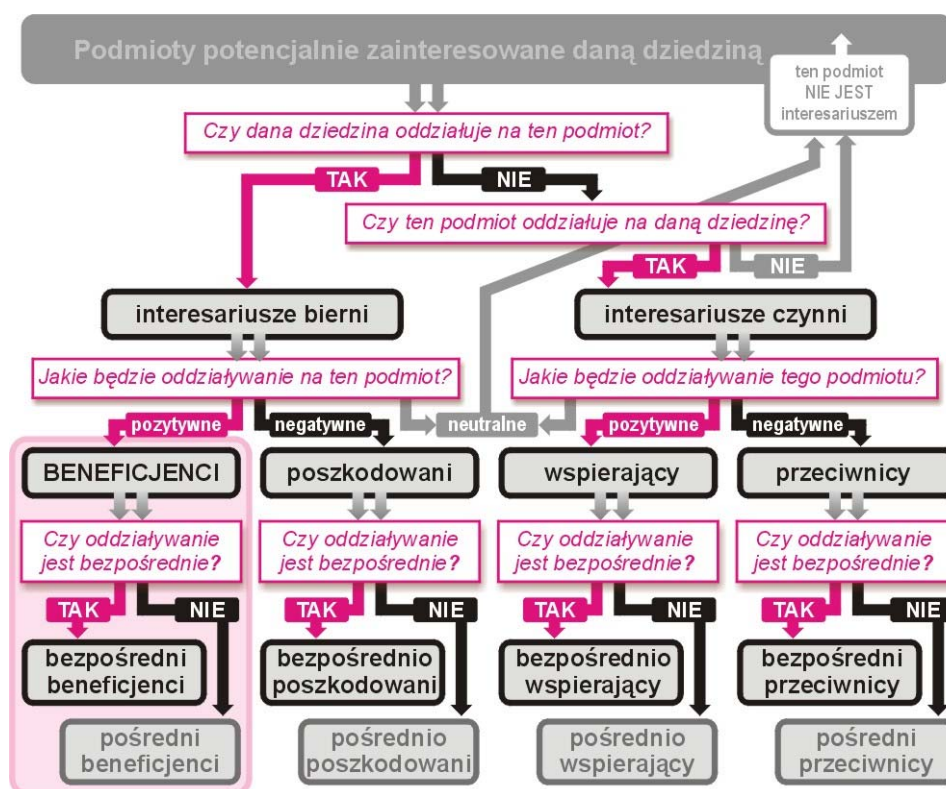 Podmioty potencjalnie zainteresowane daną dziedziną
ten podmiot
NIE JEST
interesariuszem
Czy dana dziedzina oddziałuje na ten podmiot?
TAK
NIE
Czy ten podmiot oddziałuje na daną dziedzinę?
TAK
NIE
interesariusze bierni
interesariusze czynni
Jakie będzie oddziaływanie na ten podmiot?
Jakie będzie oddziaływanie tego podmiotu?
pozytywne
negatywne
neutralne
pozytywne
negatywne
BENEFICJENCI
poszkodowani
wspierający
przeciwnicy
Czy oddziaływanie
jest bezpośrednie?
Czy oddziaływanie
jest bezpośrednie?
Czy oddziaływanie
jest bezpośrednie?
Czy oddziaływanie
jest bezpośrednie?
TAK
NIE
TAK
NIE
TAK
NIE
TAK
NIE
bezpośredni
beneficjenci
bezpośrednio
poszkodowani
bezpośrednio
wspierający
bezpośredni
przeciwnicy
pośredni
beneficjenci
pośrednio
poszkodowani
pośrednio
wspierający
pośredni
przeciwnicy